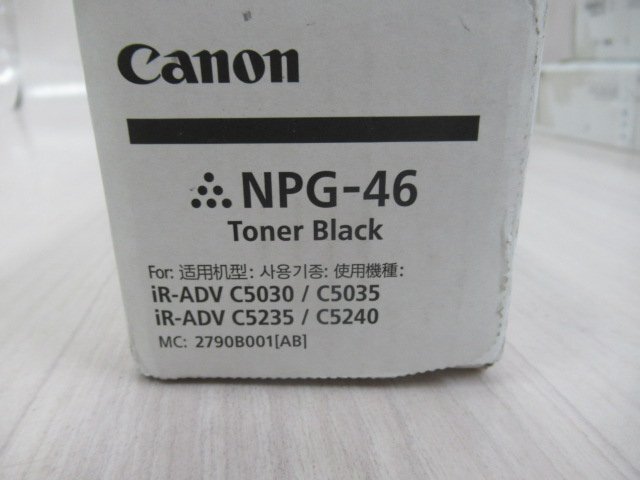 Canon
NPG-46
Toner Black
For: 适用机型: 사용기종: 使用機種:
iR-ADV C5030 / C5035
iR-ADV C5235 / C5240
MC: 2790B001[AB]